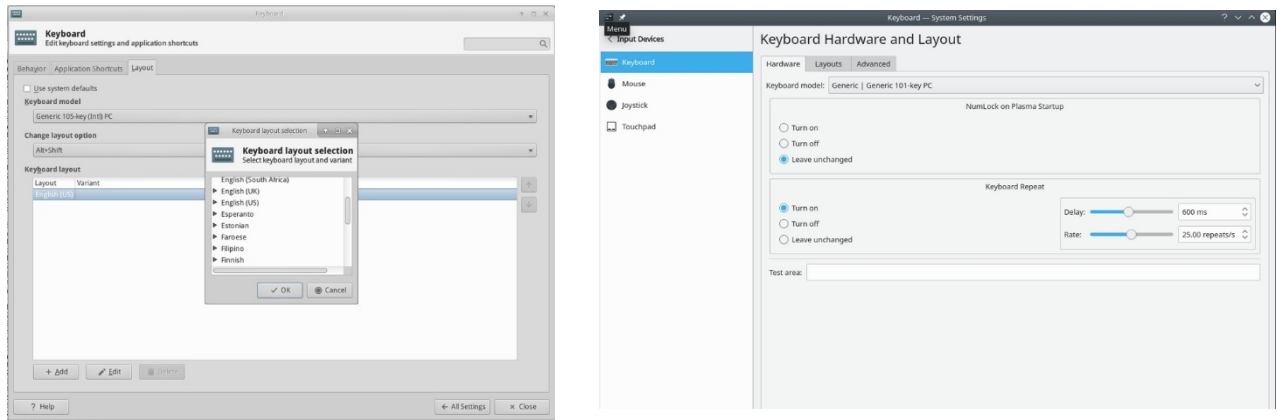 Keyboard
Keyboard
Edit keyboard settings and application shortcuts
Behavior Application Shortcuts Layout
Use system defaults
Keyboard model
Generic 105-key (Intl) PC
Change layout option
Alt+Shift
Keyboard layout
Layout Variant
English (US)
Keyboard layout selection
Keyboard layout selection
Select keyboard layout and variant
English (South Africa)
English (UK)
English (US)
Esperanto
Estonian
Faroese
Filipino
Finnish
OK Cancel
Add Edit Delete
? Help All Settings Close
Keyboard — System Settings
Menu
Input Devices
Keyboard
Mouse
Joystick
Touchpad
Keyboard Hardware and Layout
Hardware Layouts Advanced
Keyboard model: Generic | Generic 101-key PC
NumLock on Plasma Startup
Turn on
Turn off
Leave unchanged
Keyboard Repeat
Turn on
Turn off
Leave unchanged
Delay: 600 ms
Rate: 25.00 repeats/s
Test area: